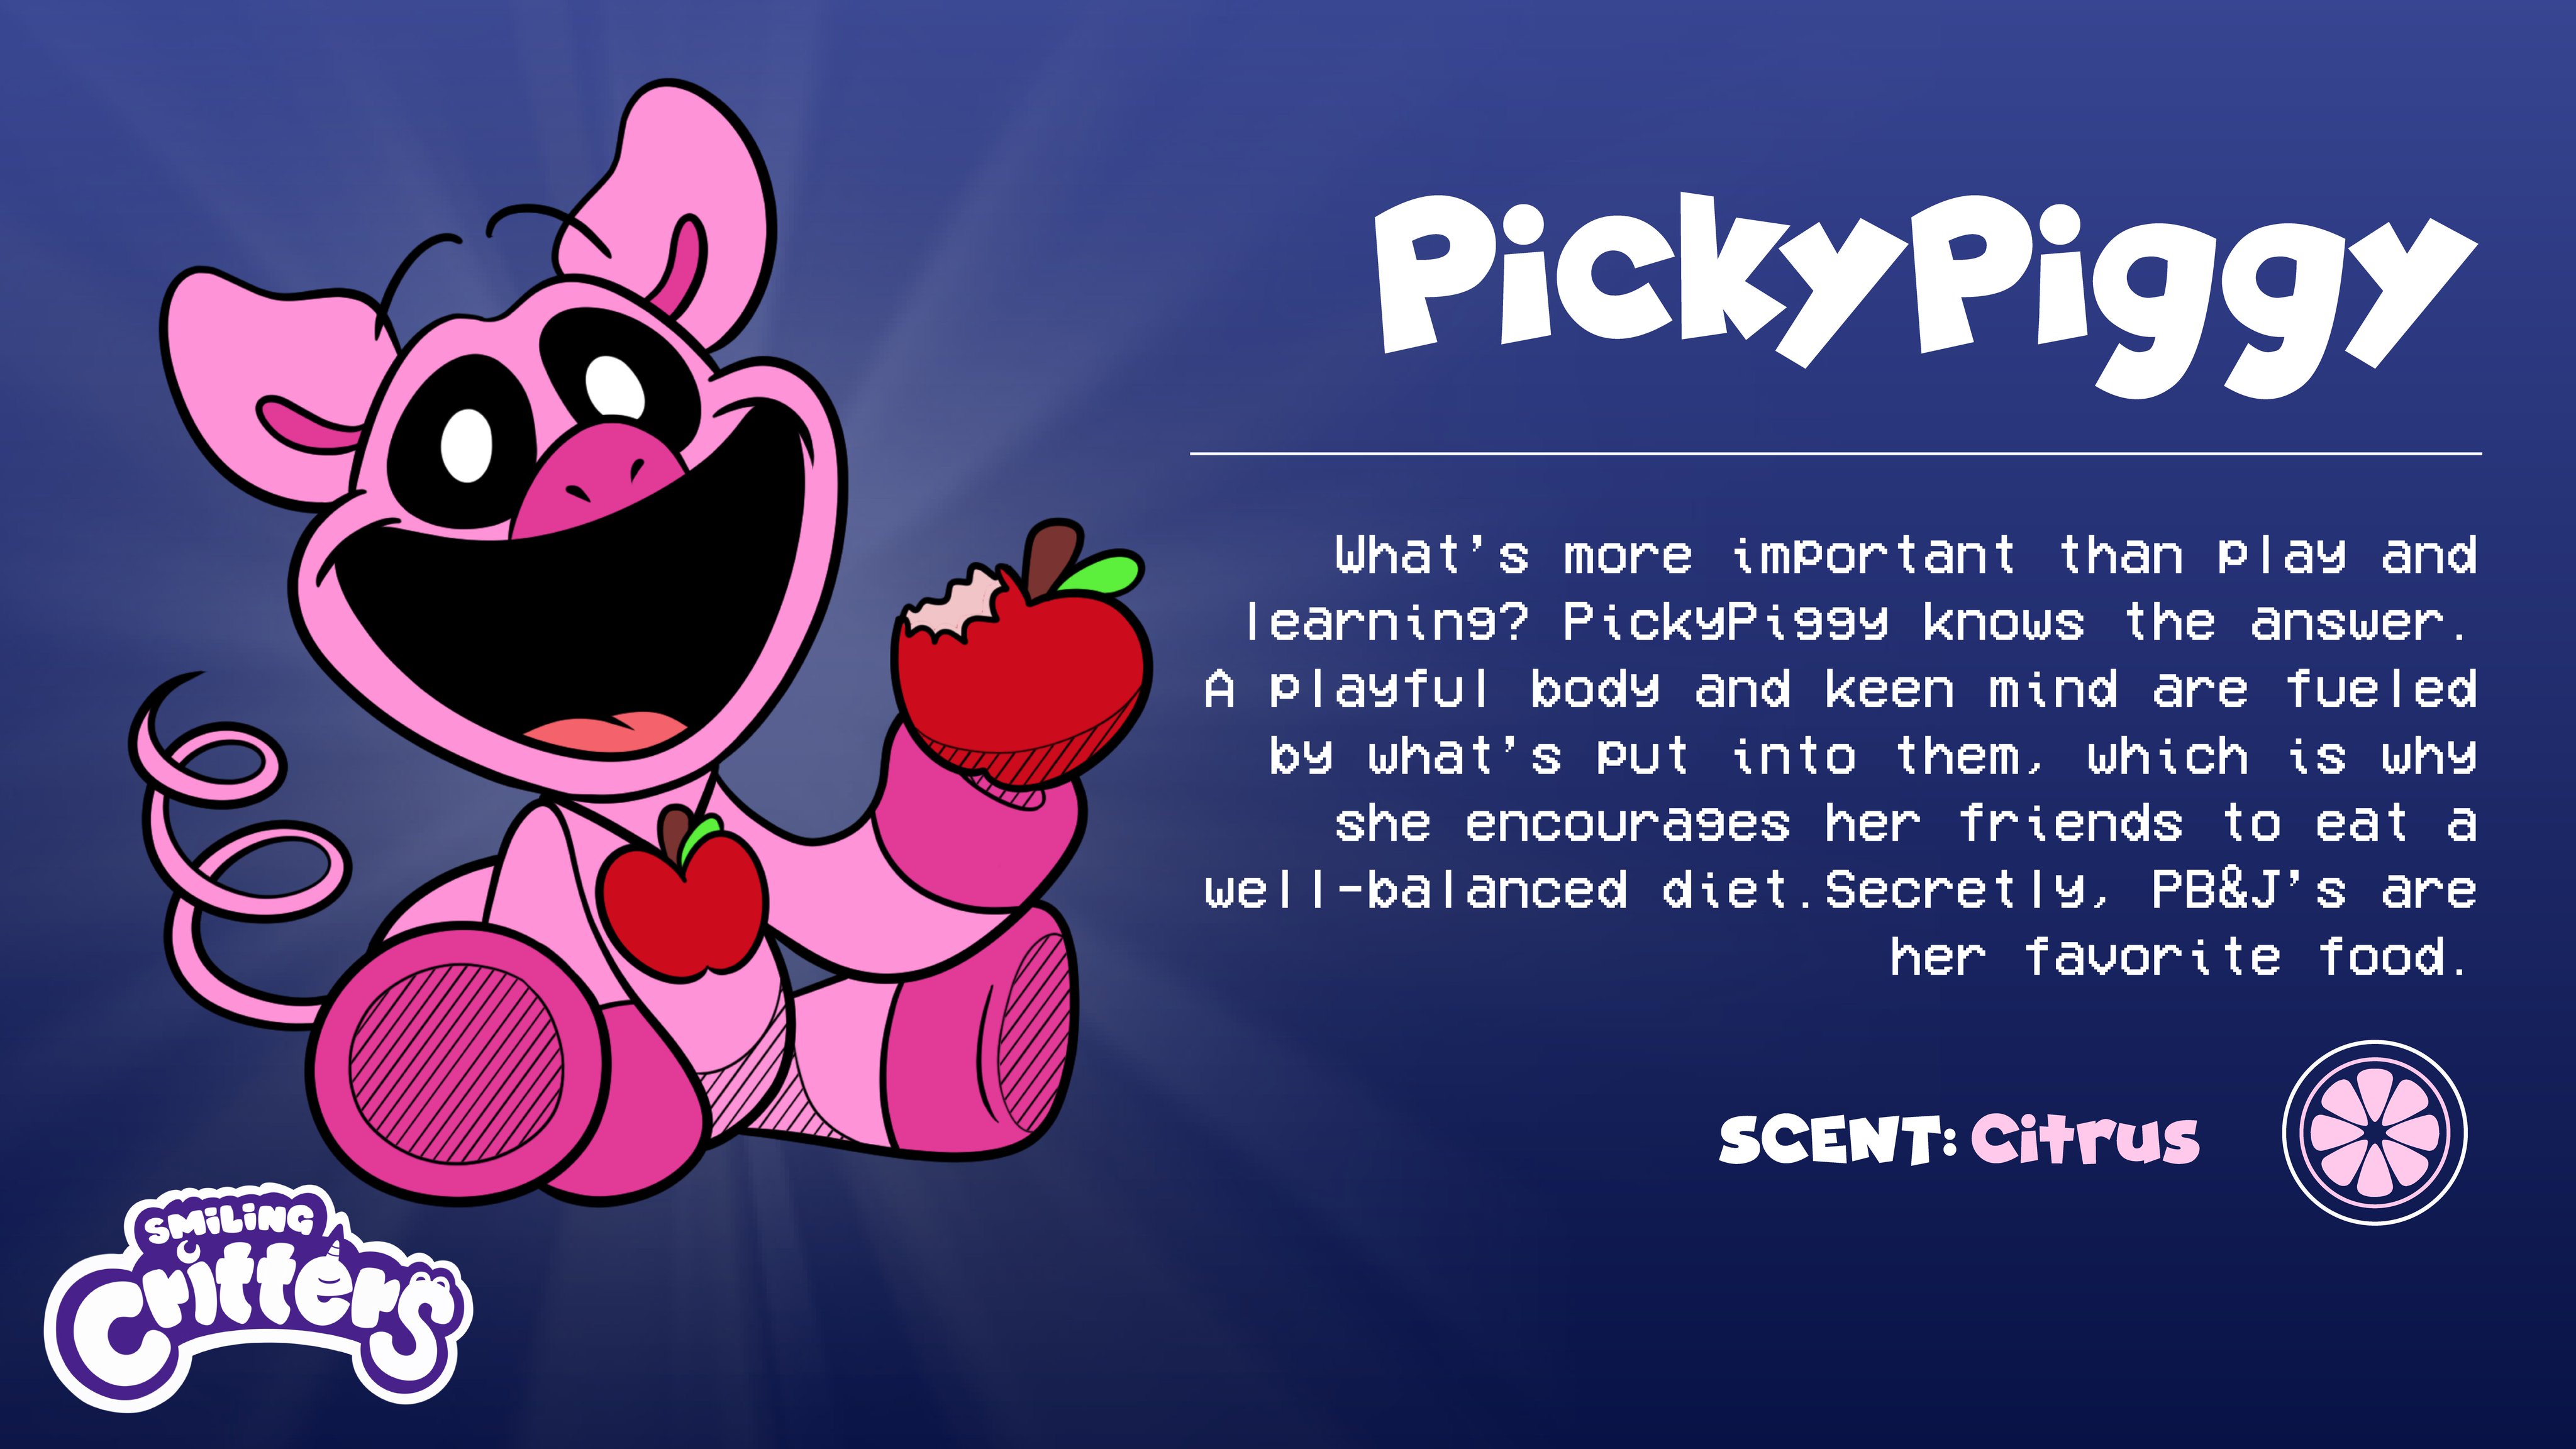 PickyPiggy
What's more important than play and
learning? PickyPiggy knows the answer.
A playful body and keen mind are fueled
by what's put into them, which is why
she encourages her friends to eat a
well-balanced diet.Secretly, PB&J's are
her favorite food.
SCENT: Citrus
SMiLiNG
Critters